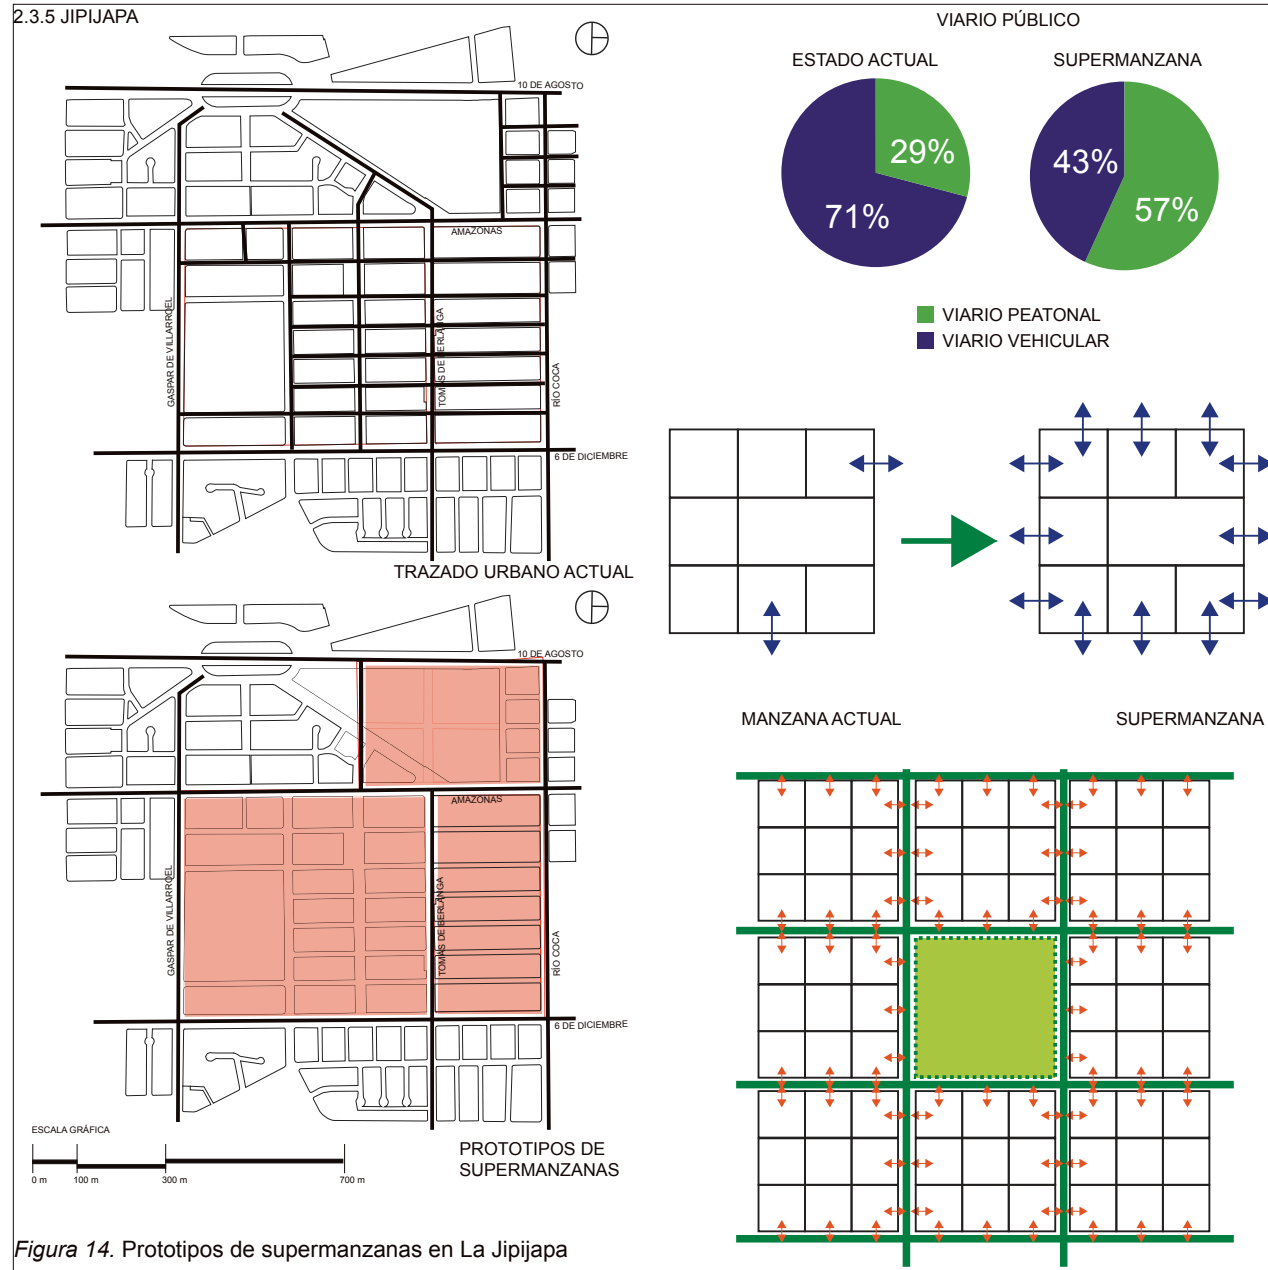 2.3.5 JIPIJAPA
10 DE AGOSTO
AMAZONAS
GASPAR DE VILLARROEL
TOMÁS DE BERLANGA
RÍO COCA
6 DE DICIEMBRE
TRAZADO URBANO ACTUAL
10 DE AGOSTO
AMAZONAS
GASPAR DE VILLARROEL
TOMÁS DE BERLANGA
RÍO COCA
6 DE DICIEMBRE
ESCALA GRÁFICA
0 m 100 m 300 m 700 m
PROTOTIPOS DE
SUPERMANZANAS
VIARIO PÚBLICO
ESTADO ACTUAL
SUPERMANZANA
29%
71%
43%
57%
VIARIO PEATONAL
VIARIO VEHICULAR
MANZANA ACTUAL
SUPERMANZANA
Figura 14. Prototipos de supermanzanas en La Jipijapa